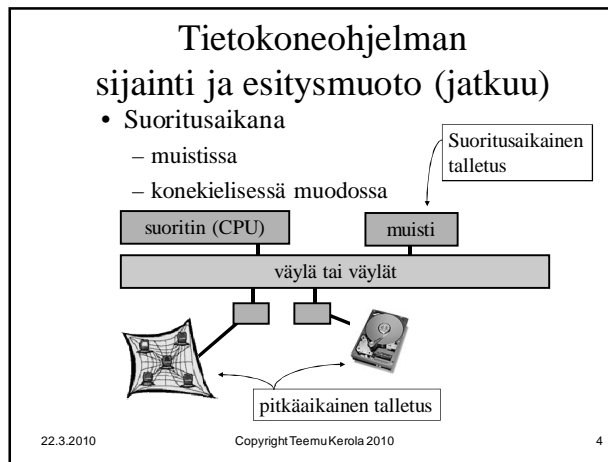 Tietokoneohjelman
sijainti ja esitysmuoto (jatkuu)
• Suoritusaikana
– muistissa
– konekielisessä muodossa
Suoritusaikainen
talletus
suoritin (CPU)
muisti
väylä tai väylät
pitkäaikainen talletus
22.3.2010
Copyright Teemu Kerola 2010
4